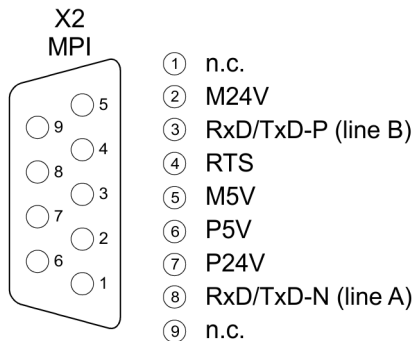 X2
MPI
5
9
4
8
3
7
2
6
1
① n.c.
② M24V
③ RxD/TxD-P (line B)
④ RTS
⑤ M5V
⑥ P5V
⑦ P24V
⑧ RxD/TxD-N (line A)
⑨ n.c.